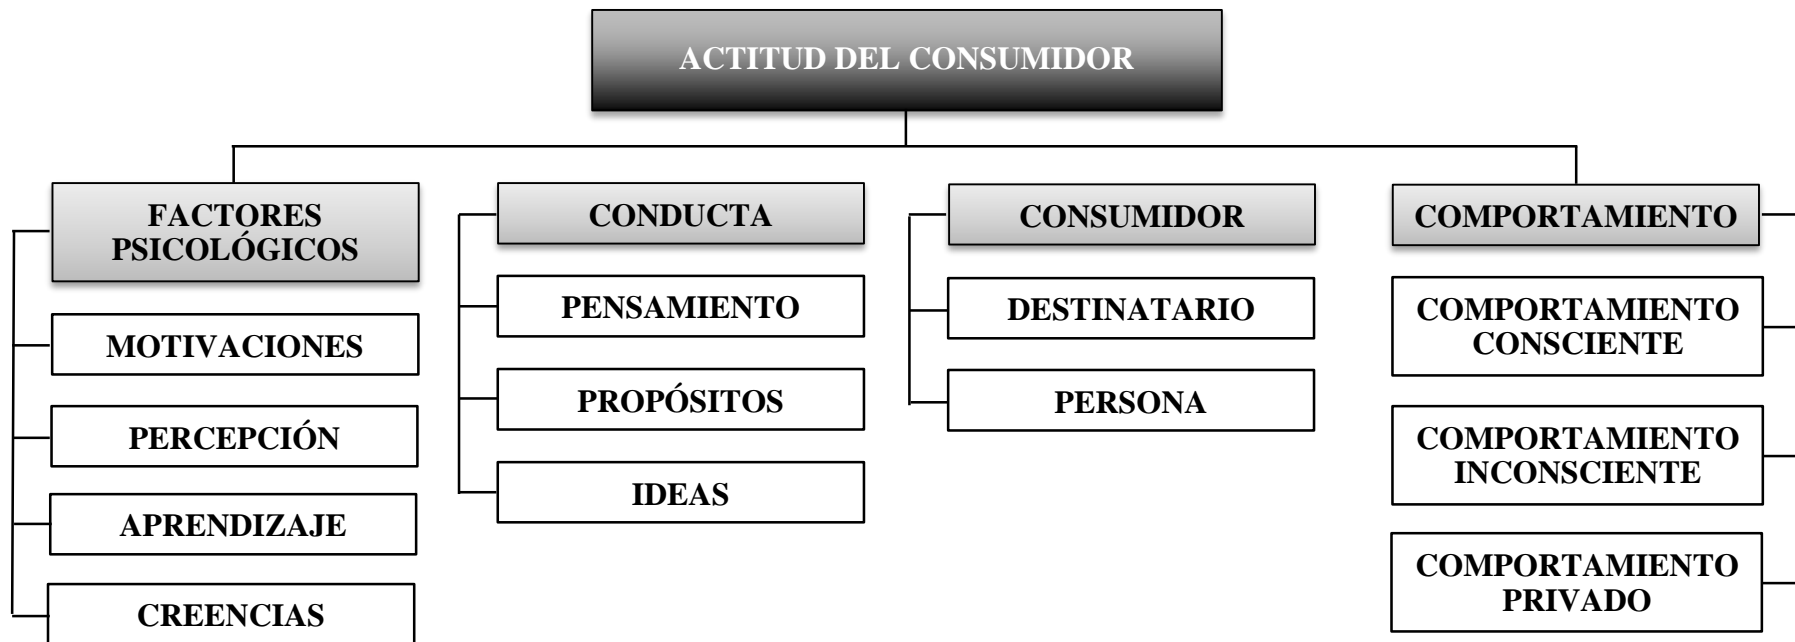 ACTITUD DEL CONSUMIDOR
FACTORES
PSICOLÓGICOS
MOTIVACIONES
PERCEPCIÓN
APRENDIZAJE
CREENCIAS
CONDUCTA
PENSAMIENTO
PROPÓSITOS
IDEAS
CONSUMIDOR
DESTINATARIO
PERSONA
COMPORTAMIENTO
COMPORTAMIENTO
CONSCIENTE
COMPORTAMIENTO
INCONSCIENTE
COMPORTAMIENTO
PRIVADO